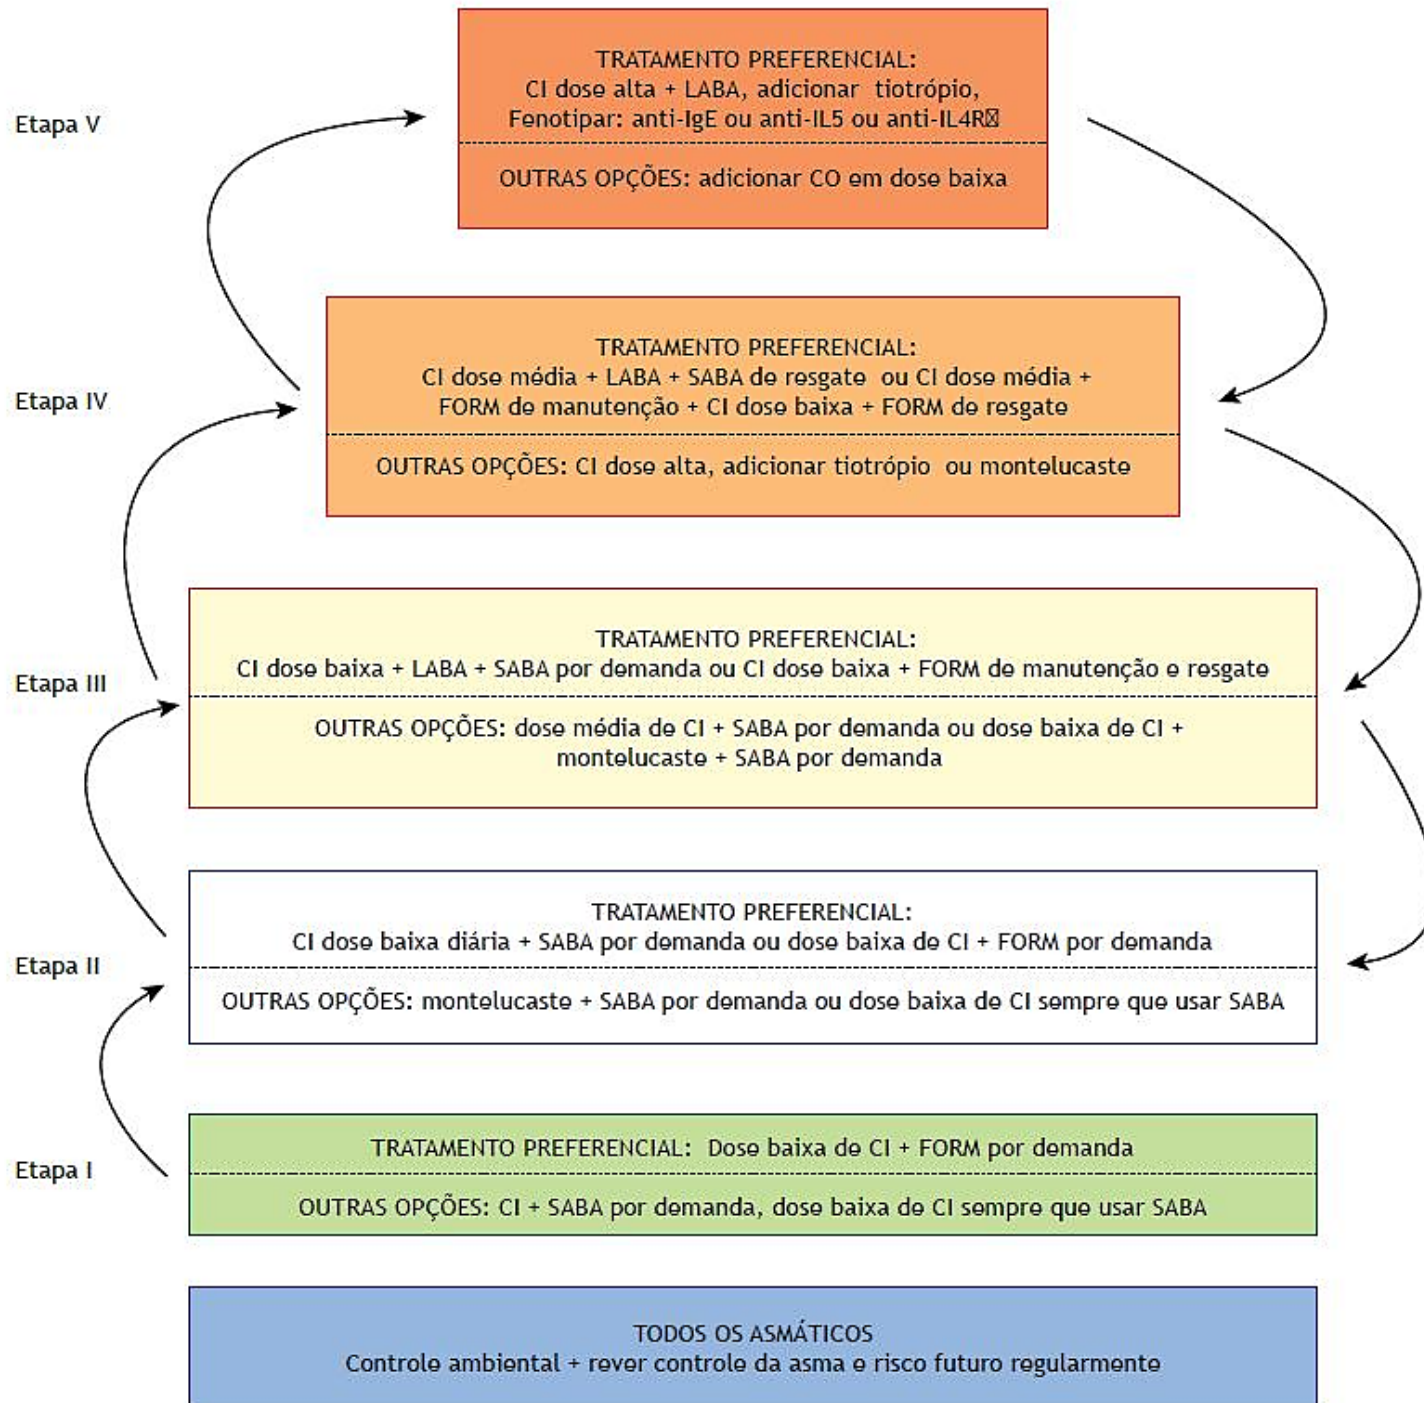 TRATAMENTO PREFERENCIAL:
CI dose alta + LABA, adicionar tiotrópio,
Etapa V
Fenotipar: anti-IgE ou anti-IL5 ou anti-IL4R
OUTRAS OPÇÕES: adicionar CO em dose baixa
TRATAMENTO PREFERENCIAL:
CI dose média + LABA + SABA de resgate ou CI dose média +
Etapa IV
FORM de manutenção + CI dose baixa + FORM de resgate
OUTRAS OPÇÕES: CI dose alta, adicionar tiotrópio ou montelucaste
TRATAMENTO PREFERENCIAL:
CI dose baixa + LABA + SABA por demanda ou CI dose baixa + FORM de manutenção e resgate
Etapa III
OUTRAS OPÇÕES: dose média de CI + SABA por demanda ou dose baixa de CI +
montelucaste + SABA por demanda
TRATAMENTO PREFERENCIAL:
CI dose baixa diária + SABA por demanda ou dose baixa de CI + FORM por demanda
Etapa II
OUTRAS OPÇÕES: montelucaste + SABA por demanda ou dose baixa de CI sempre que usar SABA
TRATAMENTO PREFERENCIAL: Dose baixa de CI + FORM por demanda
Etapa I
OUTRAS OPÇÕES: CI + SABA por demanda, dose baixa de CI sempre que usar SABA
TODOS OS ASMÁTICOS
Controle ambiental + rever controle da asma e risco futuro regularmente